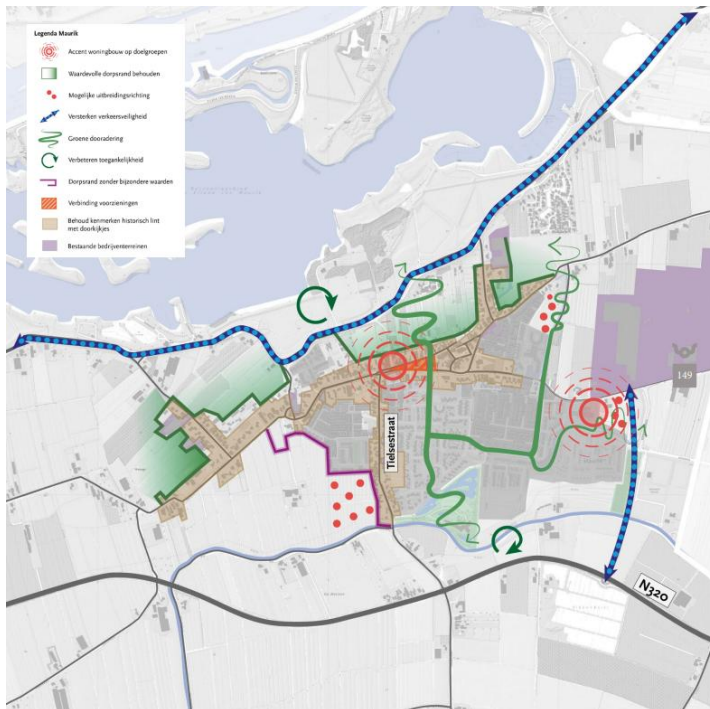 Legenda Maurik
Accent woningbouw op doelgroepen
Waardevolle dorpsrand behouden
Mogelijke uitbreidingsrichting
Versterken verkeersveiligheid
Groene dooradering
Verbeteren toegankelijkheid
Dorpsrand zonder bijzondere waarden
Verbinding voorzieningen
Behoud kenmerken historisch lint
met doorkijkjes
Bestaande bedrijventerreinen
149
Tielsestraat
N320